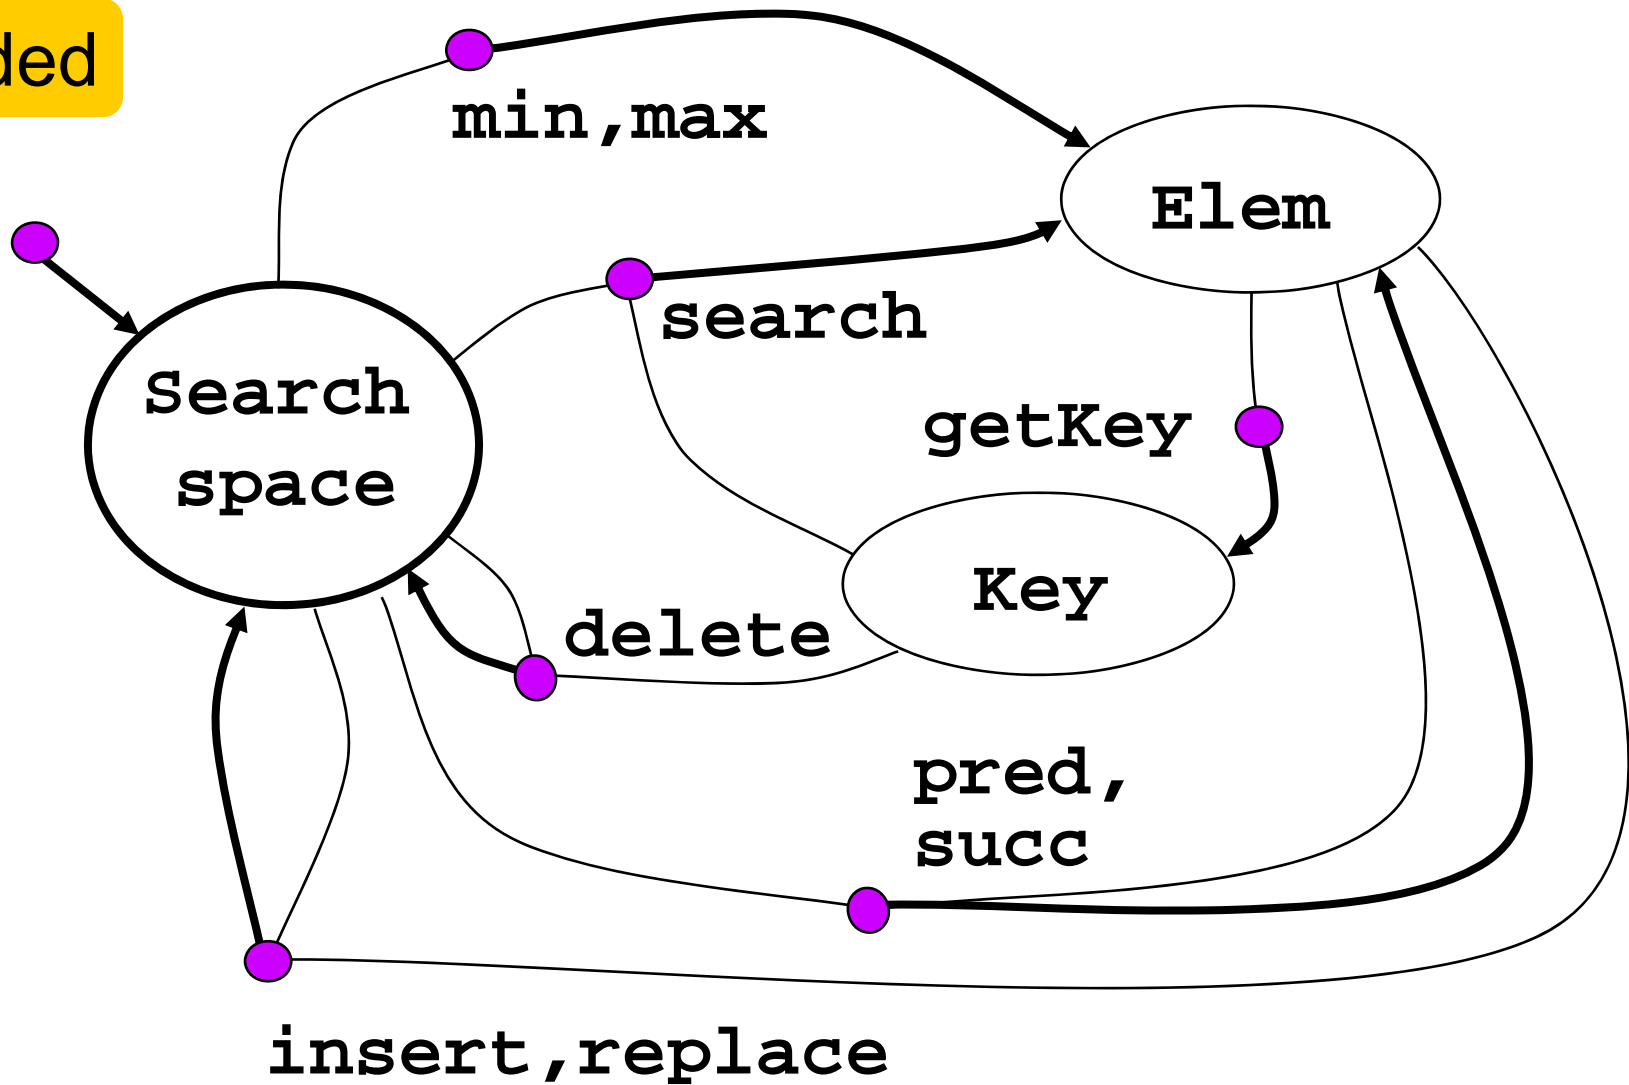 ded
min,max
Elem
search
Search
space
getKey
Key
delete
pred,
succ
insert,replace